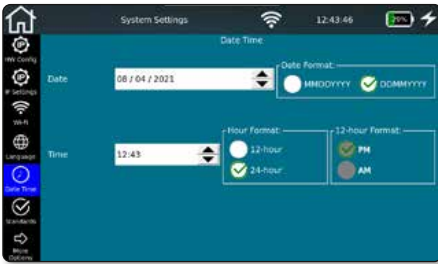 System Settings 12:43:46
Date Time
HW Config
IP Settings
Wi-Fi
Language
Date Time
Standards
More
Options
Date 08 / 04 / 2021
Date Format:
MMDDYYYY DDMMYYYY
Time 12:43
Hour Format:
12-hour
24-hour
12-hour Format:
PM
AM